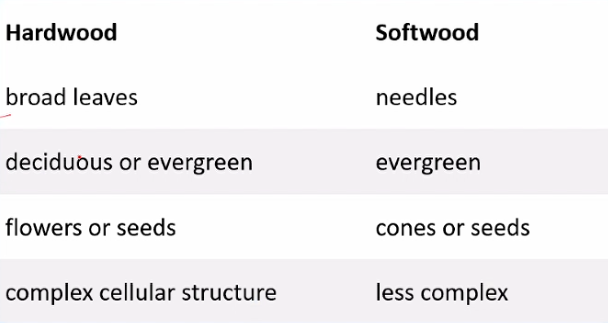 Hardwood Softwood
broad leaves needles
deciduous or evergreen evergreen
flowers or seeds cones or seeds
complex cellular structure less complex